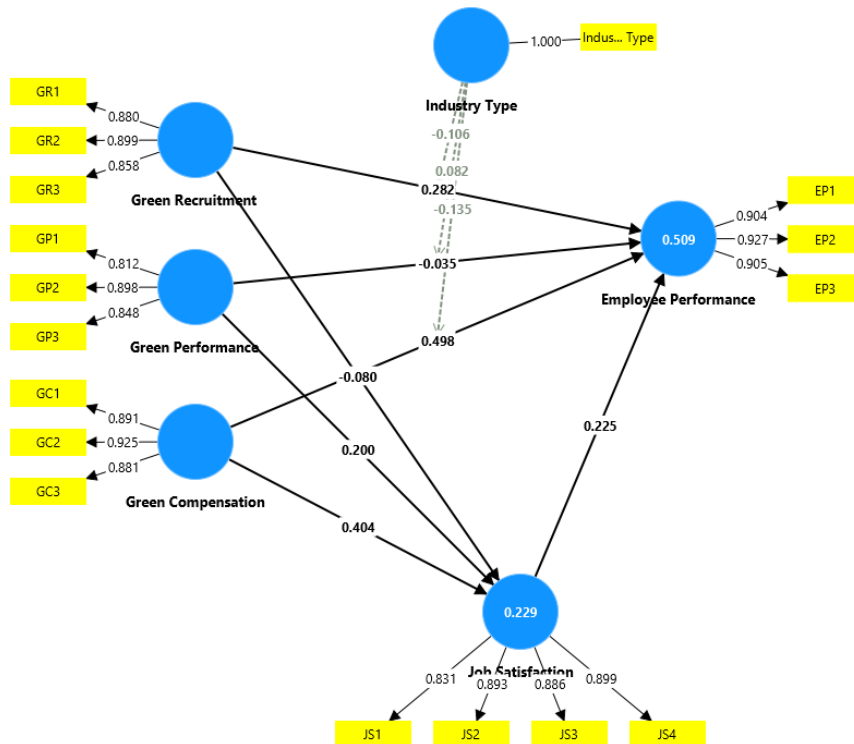 1.000
Indus... Type
Industry Type
GR1
GR2
GR3
0.880
0.899
0.858
Green Recruitment
-0.106
0.082
0.282
-0.135
EP1
EP2
EP3
0.904
0.927
0.905
0.509
Employee Performance
GP1
GP2
GP3
0.812
0.898
0.848
Green Performance
-0.035
0.498
GC1
GC2
GC3
0.891
0.925
0.881
Green Compensation
-0.080
0.200
0.404
0.225
0.229
Job Satisfaction
0.831
0.893
0.886
0.899
JS1
JS2
JS3
JS4